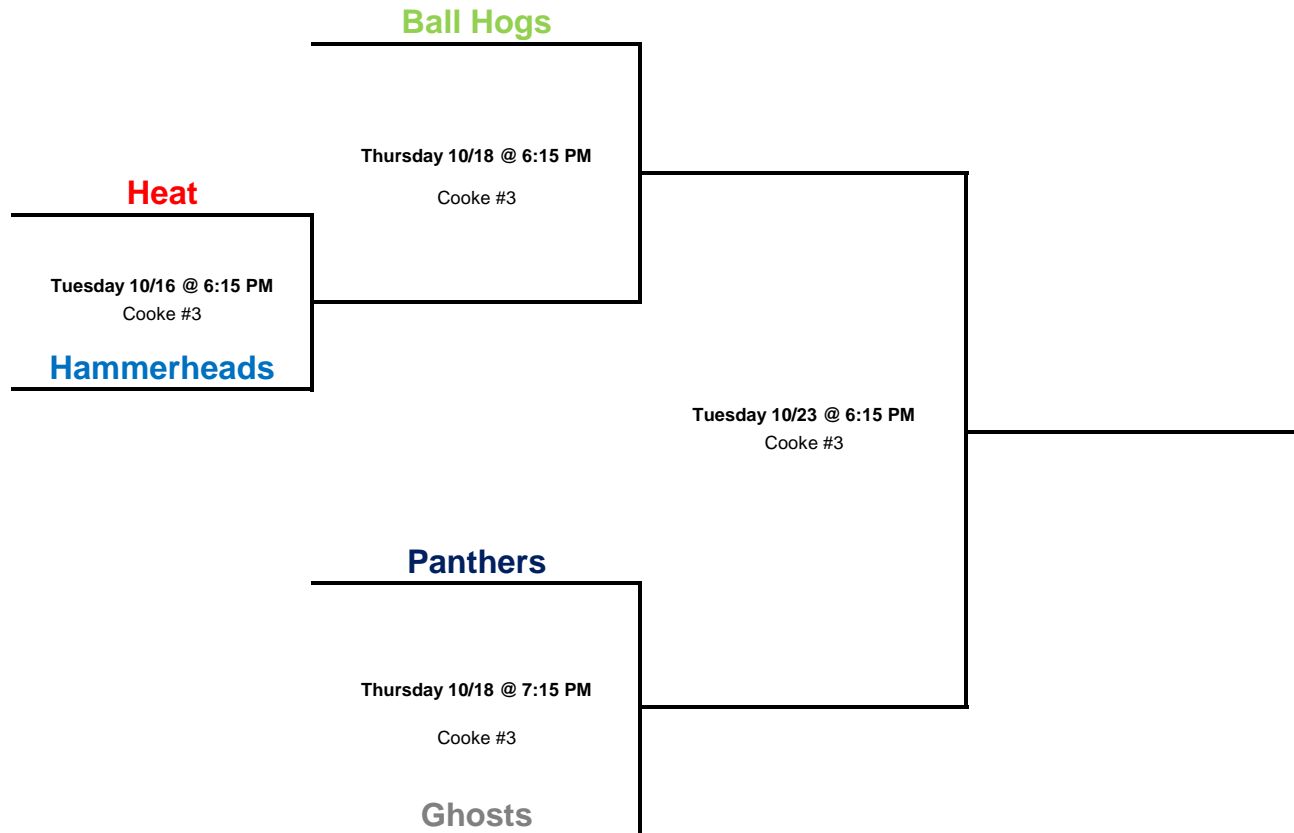 Ball Hogs
Thursday 10/18 @ 6:15 PM
Cooke #3
Heat
Tuesday 10/16 @ 6:15 PM
Cooke #3
Hammerheads
Tuesday 10/23 @ 6:15 PM
Cooke #3
Panthers
Thursday 10/18 @ 7:15 PM
Cooke #3
Ghosts